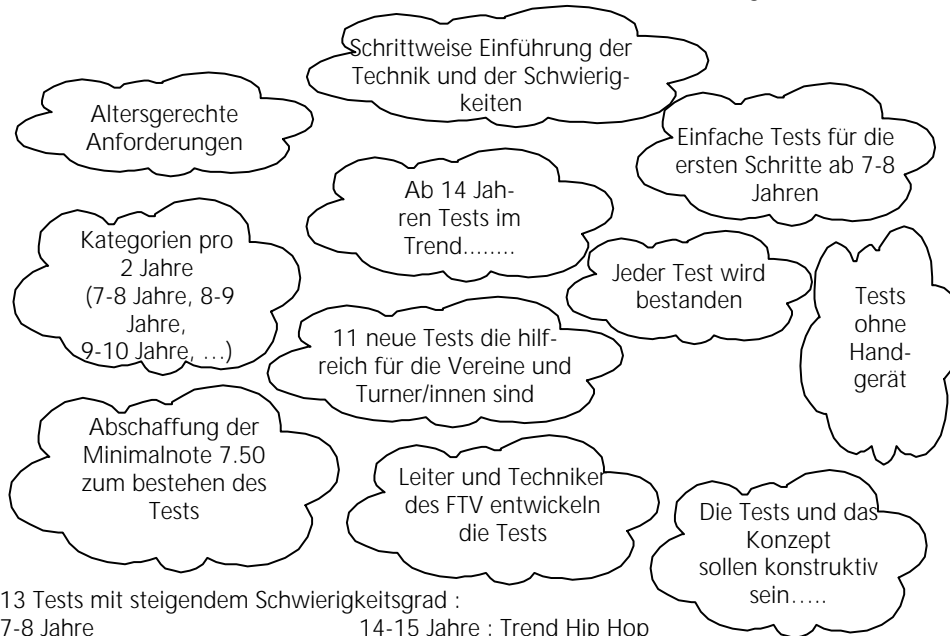 Schrittweise Einführung der
Technik und der Schwierig-
keiten
Altersgerechte
Anforderungen
Einfache Tests für die
ersten Schritte ab 7-8
Jahren
Ab 14 Jah-
ren Tests im
Trend........
Kategorien pro
2 Jahre
(7-8 Jahre, 8-9
Jahre,
9-10 Jahre, ...)
Jeder Test wird
bestanden
Tests
ohne
Hand-
gerät
11 neue Tests die hilf-
reich für die Vereine und
Turner/innen sind
Abschaffung der
Minimalnote 7.50
zum bestehen des
Tests
Leiter und Techniker
des FTV entwickeln
die Tests
Die Tests und das
Konzept
sollen konstruktiv
sein…..
13 Tests mit steigendem Schwierigkeitsgrad :
7-8 Jahre
14-15 Jahre : Trend Hip Hop